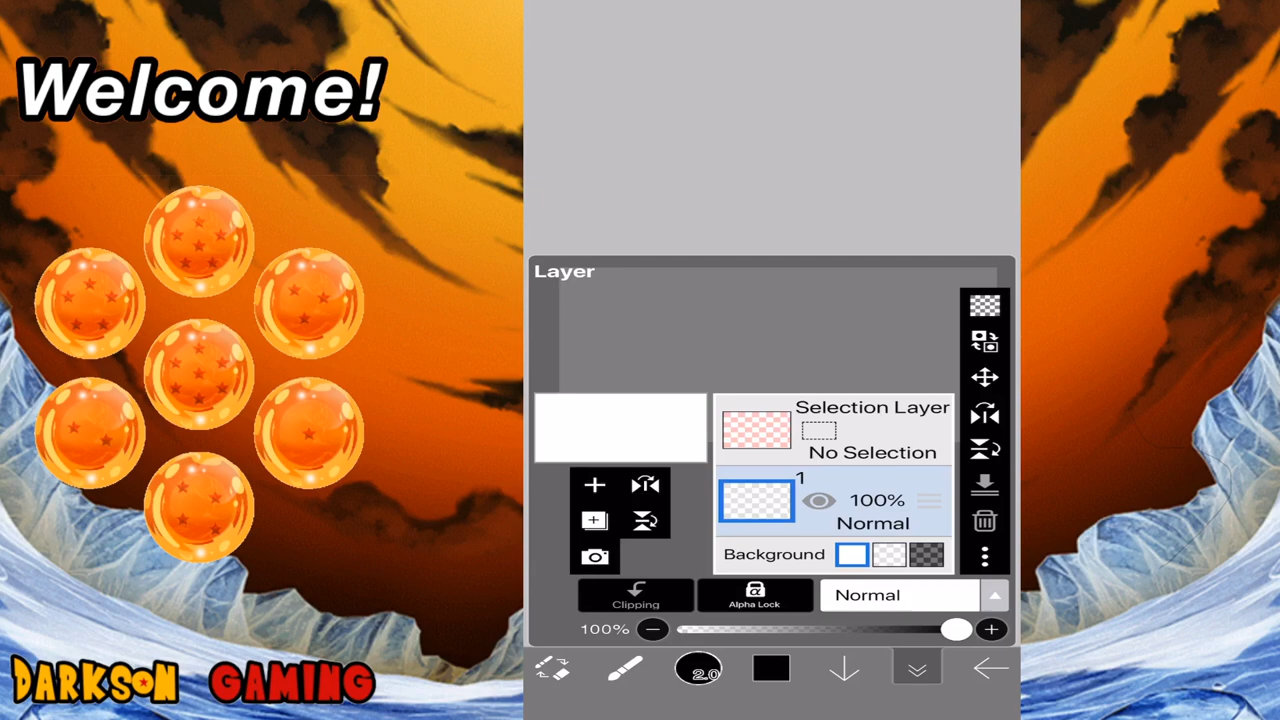 Welcome!
DARKSON GAMING
Layer
Selection Layer
No Selection
1
100%
Normal
Background
Clipping
α
Alpha Lock
Normal
100%
2.0